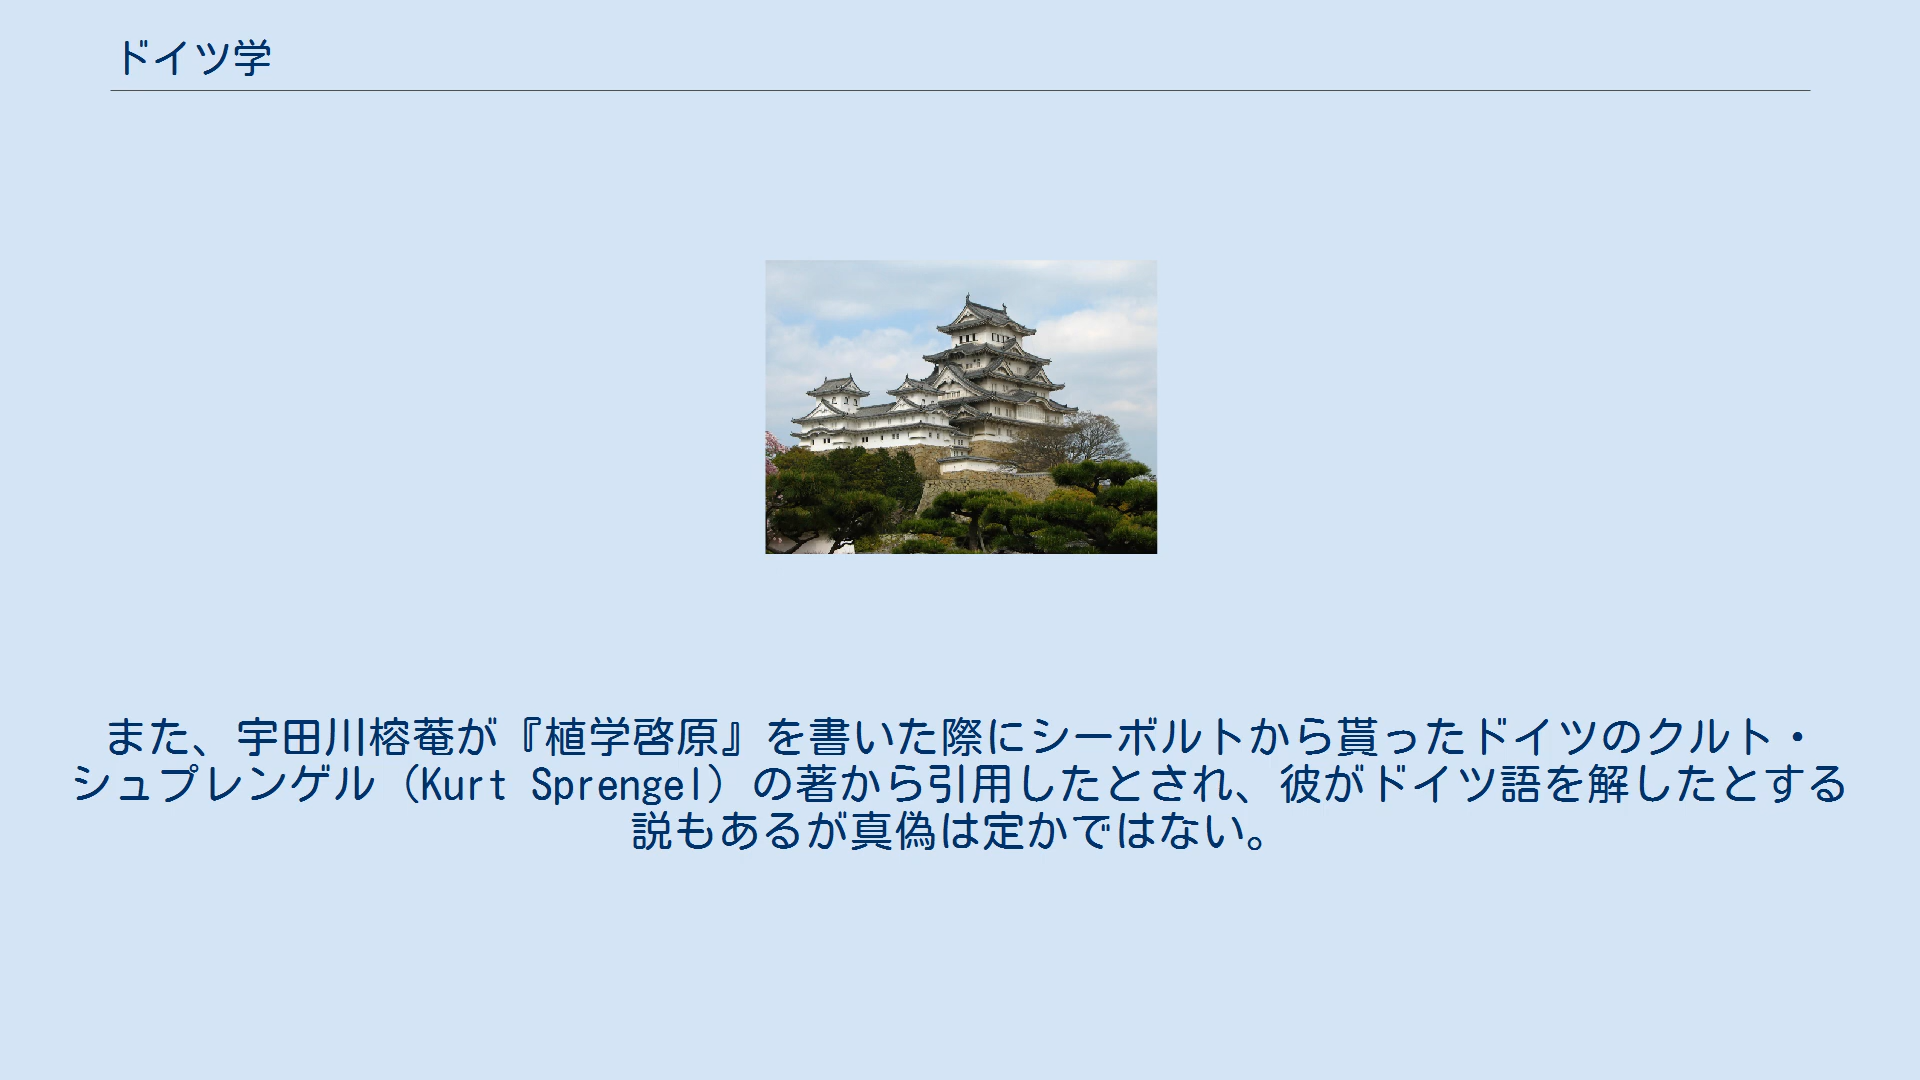 ドイツ学
また、宇田川榕菴が『植学啓原』を書いた際にシーボルトから貰ったドイツのクルト・
シュプレンゲル（Kurt Sprengel）の著から引用したとされ、彼がドイツ語を解したとする
説もあるが真偽は定かではない。